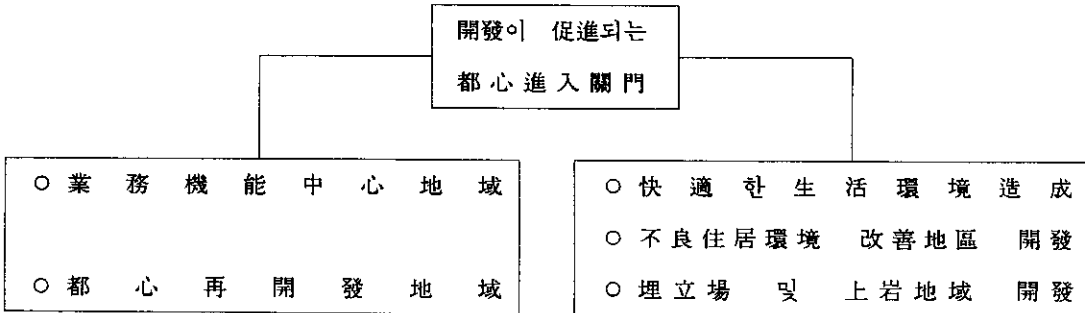 開發이 促進되는
都心進入關門
○ 業務機能中心地域
○ 都心再開發地域
○ 快適한生活環境造成
○ 不良住居環境 改善地區 開發
○ 埋立場 및 上岩地域 開發